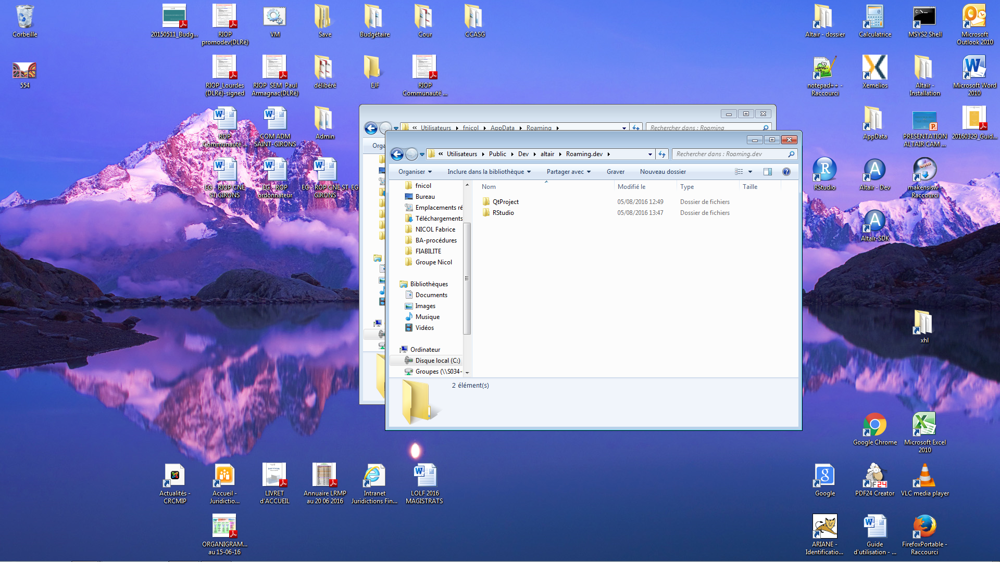 Corbeille
20150511_Budg...
RIOP
promodev(DLRé)
VM
Save
Budgétaire
Cour
CCASG
Altaïr - dossier
Calculatrice
MSYS2 Shell
Microsoft
Outlook 2010
554
RIOP_Lourdes
(DLRé)-signed
RIOP_SEM_Paul
Armagnac(DLRé)
délibéré
EJF
RIOP
Communauté ...
notepad++ -
Raccourci
Xemelios
Altaïr -
Installation
Microsoft Word
2010
ROP
Communauté ...
COM ADM
SAINT-GIRONS
Admin
AppData
PRESENTATION
ALTAIR CAM ...
20160329_Guid...
EG - RIOP CNE
ST GIRONS
EG - ROP
ordonnateur
EG - ROP CNE ST EG
GIRONS
RStudio
Altaïr - Dev
makensisw -
Raccourci
Altaïr-SDK
xhl
« Utilisateurs fnicol AppData Roaming
Rechercher dans : Roaming
Orga
« Utilisateurs Public Dev altair Roaming.dev
Rechercher dans : Roaming.dev
Organiser Inclure dans la bibliothèque Partager avec Graver Nouveau dossier
Nom Modifié le Type Taille
QtProject 05/08/2016 12:49 Dossier de fichiers
RStudio 05/08/2016 13:47 Dossier de fichiers
fnicol
Bureau
Emplacements ré
Téléchargements
NICOL Fabrice
BA-procédures
FIABILITE
Groupe Nicol
Bibliothèques
Documents
Images
Musique
Vidéos
Ordinateur
Disque local (C:)
Groupes (\\S034-
2 élément(s)
Google Chrome
Microsoft Excel
2010
Actualités -
CRCMIP
Accueil -
Juridictio...
LIVRET
d'ACCUEIL
Annuaire LRMP
au 20 06 2016
Intranet
Juridictions Fin...
LOLF 2016
MAGISTRATS
Google
PDF24 Creator
VLC media player
ORGANIGRAM...
au 15-06-16
ARIANE -
Identificatio...
Guide
d'utilisation - ...
FirefoxPortable -
Raccourci